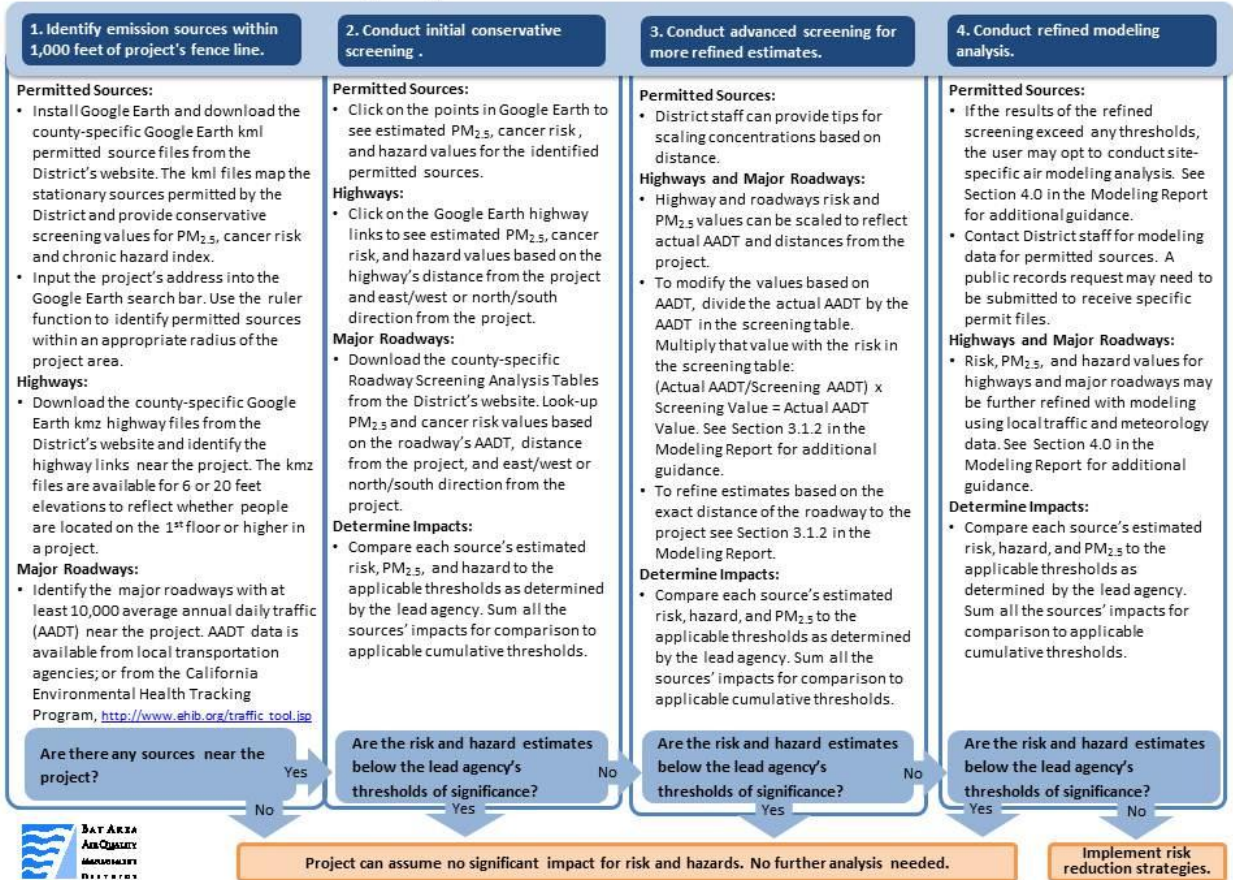 1. Identify emission sources within
1,000 feet of project's fence line.
Permitted Sources:
• Install Google Earth and download the
county-specific Google Earth kml
permitted source files from the
District's website. The kml files map the
stationary sources permitted by the
District and provide conservative
screening values for PM2.5, cancer risk
and chronic hazard index.
• Input the project's address into the
Google Earth search bar. Use the ruler
function to identify permitted sources
within an appropriate radius of the
project area.
Highways:
• Download the county-specific Google
Earth kmz highway files from the
District's website and identify the
highway links near the project. The kmz
files are available for 6 or 20 feet
elevations to reflect whether people
are located on the 1st floor or higher in
a project.
Major Roadways:
• Identify the major roadways with at
least 10,000 average annual daily traffic
(AADT) near the project. AADT data is
available from local transportation
agencies; or from the California
Environmental Health Tracking
Program, http://www.ehib.org/traffic_tool.jsp
Are there any sources near the
project?
Yes
No
2. Conduct initial conservative
screening .
Permitted Sources:
• Click on the points in Google Earth to
see estimated PM2.5, cancer risk ,
and hazard values for the identified
permitted sources.
Highways:
• Click on the Google Earth highway
links to see estimated PM2.5, cancer
risk, and hazard values based on the
highway's distance from the project
and east/west or north/south
direction from the project.
Major Roadways:
• Download the county-specific
Roadway Screening Analysis Tables
from the District's website. Look-up
PM2.5 and cancer risk values based
on the roadway's AADT, distance
from the project, and east/west or
north/south direction from the
project.
Determine Impacts:
• Compare each source's estimated
risk, PM2.5, and hazard to the
applicable thresholds as determined
by the lead agency. Sum all the
sources' impacts for comparison to
applicable cumulative thresholds.
Are the risk and hazard estimates
below the lead agency's
thresholds of significance?
No
Yes
3. Conduct advanced screening for
more refined estimates.
Permitted Sources:
• District staff can provide tips for
scaling concentrations based on
distance.
Highways and Major Roadways:
• Highway and roadways risk and
PM2.5 values can be scaled to reflect
actual AADT and distances from the
project.
• To modify the values based on
AADT, divide the actual AADT by the
AADT in the screening table.
Multiply that value with the risk in
the screening table:
(Actual AADT/Screening AADT) x
Screening Value = Actual AADT
Value. See Section 3.1.2 in the
Modeling Report for additional
guidance.
• To refine estimates based on the
exact distance of the roadway to the
project see Section 3.1.2 in the
Modeling Report.
Determine Impacts:
• Compare each source's estimated
risk, hazard, and PM2.5 to the
applicable thresholds as determined
by the lead agency. Sum all the
sources' impacts for comparison to
applicable cumulative thresholds.
Are the risk and hazard estimates
below the lead agency's
thresholds of significance?
No
Yes
4. Conduct refined modeling
analysis.
Permitted Sources:
• If the results of the refined
screening exceed any thresholds,
the user may opt to conduct site-
specific air modeling analysis. See
Section 4.0 in the Modeling Report
for additional guidance.
• Contact District staff for modeling
data for permitted sources. A
public records request may need to
be submitted to receive specific
permit files.
Highways and Major Roadways:
• Risk, PM2.5, and hazard values for
highways and major roadways may
be further refined with modeling
using local traffic and meteorology
data. See Section 4.0 in the
Modeling Report for additional
guidance.
Determine Impacts:
• Compare each source's estimated
risk, hazard, and PM2.5 to the
applicable thresholds as
determined by the lead agency.
Sum all the sources' impacts for
comparison to applicable
cumulative thresholds.
Are the risk and hazard estimates
below the lead agency's
thresholds of significance?
Yes
No
BAY AREA
AIR QUALITY
MANAGEMENT
DISTRICT
Project can assume no significant impact for risk and hazards. No further analysis needed.
Implement risk
reduction strategies.